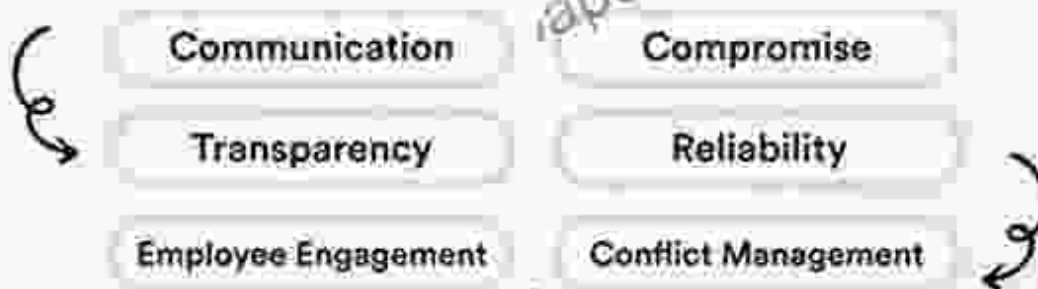 Communication
Compromise
Transparency
Reliability
Employee Engagement
Conflict Management